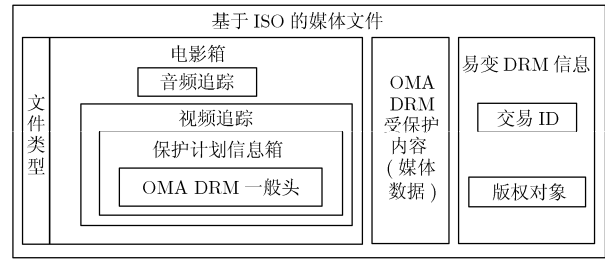 基于 ISO 的媒体文件
文
件
类
型
电影箱
音频追踪
视频追踪
保护计划信息箱
OMA DRM 一般头
OMA
DRM
受保护
内容
(媒体
数据)
易变 DRM 信息
交易 ID
版权对象